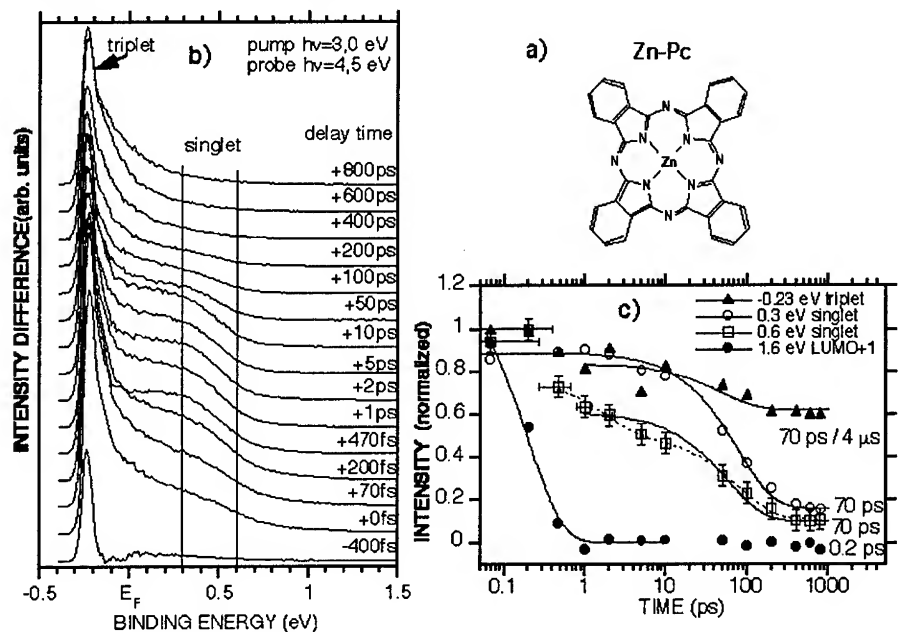 triplet
b)
pump hν=3,0 eV
probe hν=4,5 eV
delay time
singlet
+800ps
+600ps
+400ps
+200ps
+100ps
+50ps
+10ps
+5ps
+2ps
+1ps
+470fs
+200fs
+70fs
+0fs
-400fs
INTENSITY DIFFERENCE(arb. units)
-0.5
E_F
0.5
1.0
1.5
BINDING ENERGY (eV)
a)
Zn-Pc
N
N
N
N
N
Zn
N
N
N
c)
-0.23 eV triplet
0.3 eV singlet
0.6 eV singlet
1.6 eV LUMO+1
1.2
1
0.8
0.6
0.4
0.2
0
INTENSITY (normalized)
70 ps / 4 µs
70 ps
70 ps
0.2 ps
0.1
1
10
100
1000
TIME (ps)